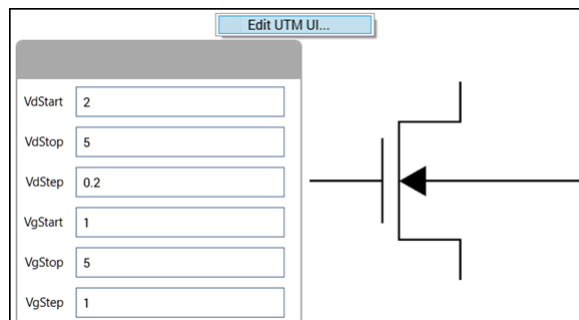 Edit UTM UI...
VdStart 2
VdStop 5
VdStep 0.2
VgStart 1
VgStop 5
VgStep 1